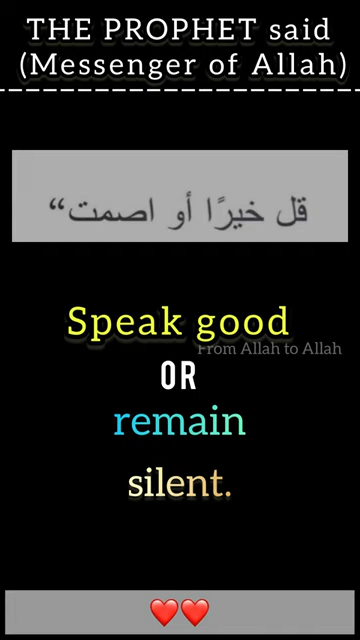 THE PROPHET said
(Messenger of Allah)
قل خيرًا أو اصمت“
Speak good
From Allah to Allah
OR
remain
silent.
❤️❤️